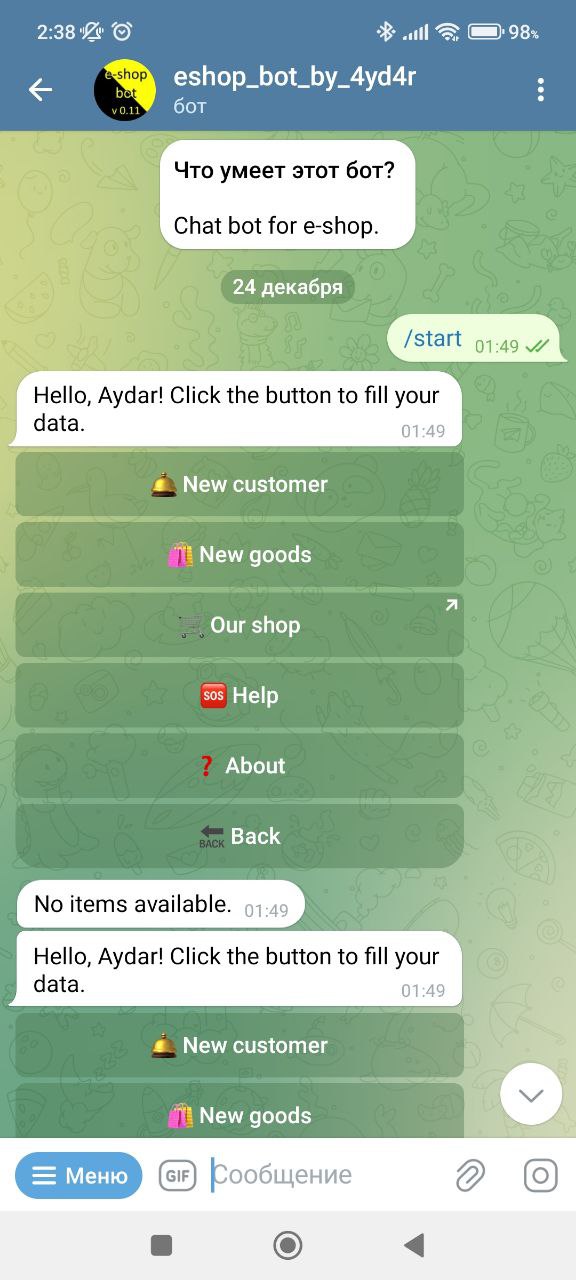 2:38 98%
e-shop
bot
v 0.11
eshop_bot_by_4yd4r
бот
Что умеет этот бот?
Chat bot for e-shop.
24 декабря
/start 01:49
Hello, Aydar! Click the button to fill your
data. 01:49
New customer
New goods
Our shop
SOS Help
About
BACK Back
No items available. 01:49
Hello, Aydar! Click the button to fill your
data. 01:49
New customer
New goods
Меню GIF Сообщение